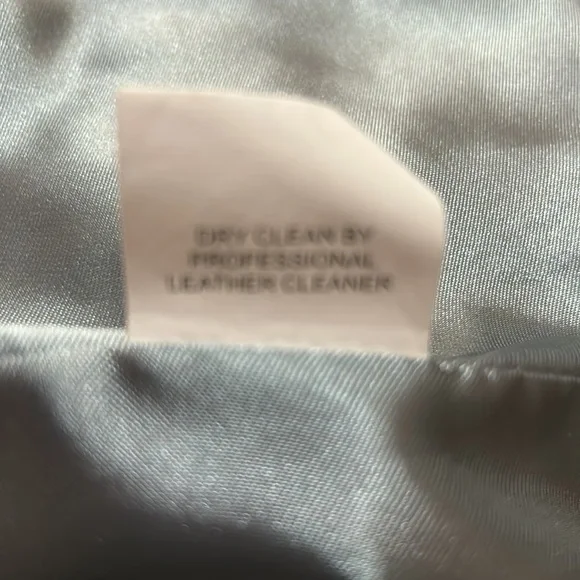 DRY CLEAN BY
PROFESSIONAL
LEATHER CLEANER